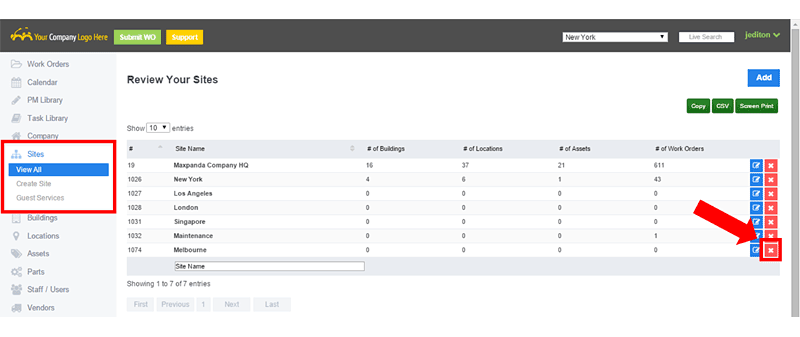 Your Company Logo Here Submit WO Support New York Live Search jediton
Work Orders
Calendar
PM Library
Task Library
Company
Sites
View All
Create Site
Guest Services
Buildings
Locations
Assets
Parts
Staff / Users
Vendors
Review Your Sites Add
Copy CSV Screen Print
Show 10 entries
# Site Name # of Buildings # of Locations # of Assets # of Work Orders
19 Maxpanda Company HQ 16 37 21 611
1026 New York 4 6 1 43
1027 Los Angeles 0 0 0 0
1028 London 0 0 0 0
1031 Singapore 0 0 0 0
1032 Maintenance 0 0 0 1
1074 Melbourne 0 0 0 0
Site Name
Showing 1 to 7 of 7 entries
First Previous 1 Next Last